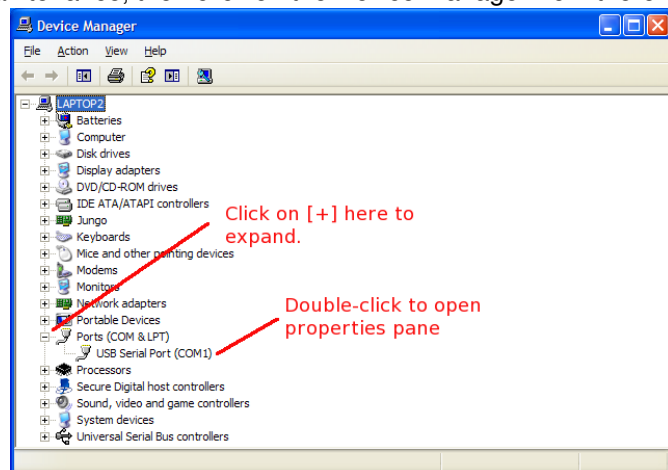 Device Manager
File Action View Help
LAPTOP2
Batteries
Computer
Disk drives
Display adapters
DVD/CD-ROM drives
IDE ATA/ATAPI controllers
Jungo
Keyboards
Mice and other pointing devices
Modems
Monitors
Network adapters
Portable Devices
Ports (COM & LPT)
USB Serial Port (COM1)
Processors
Secure Digital host controllers
Sound, video and game controllers
System devices
Universal Serial Bus controllers
Click on [+] here to
expand.
Double-click to open
properties pane